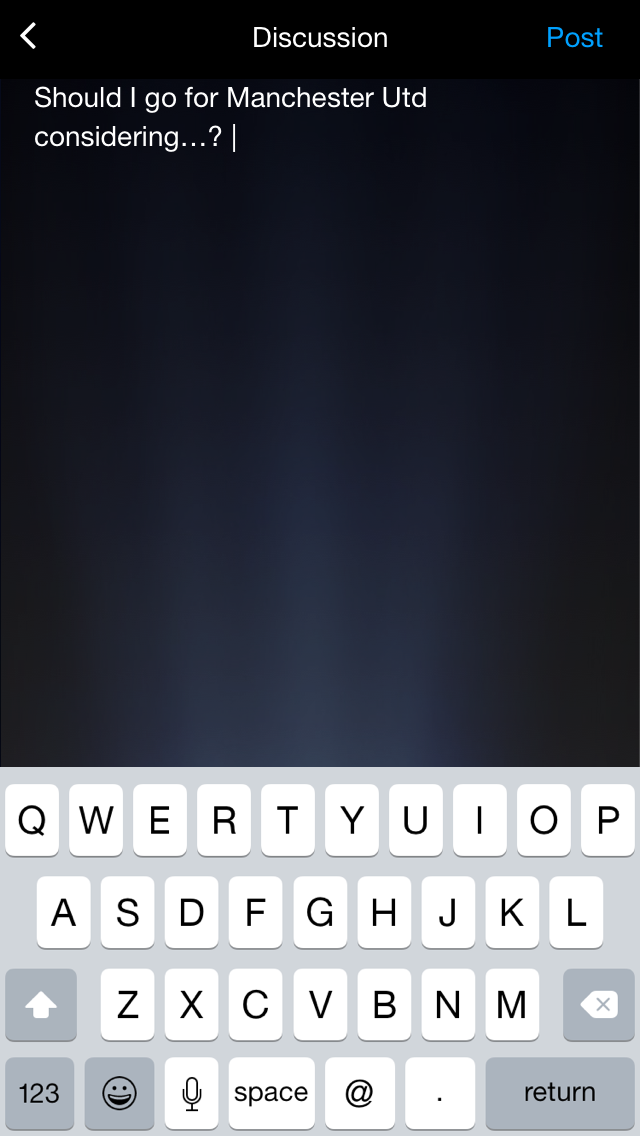 Discussion
Post
Should I go for Manchester Utd
considering...?
Q W E R T Y U I O P
A S D F G H J K L
Z X C V B N M
123 space @ . return